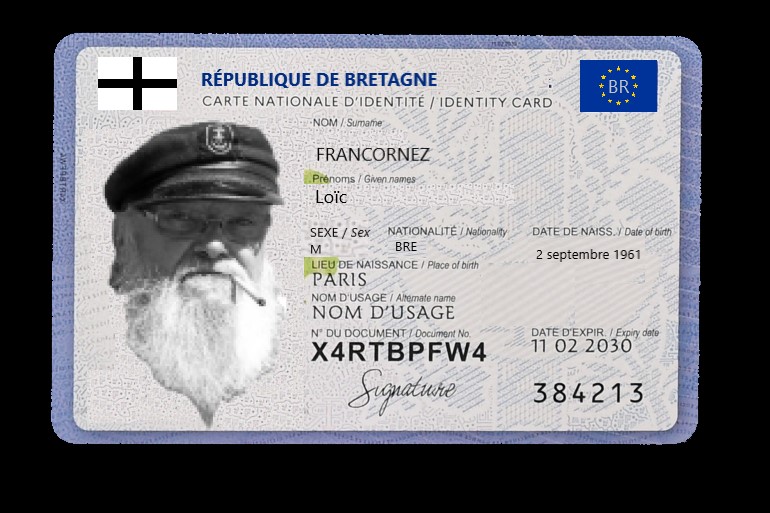 RÉPUBLIQUE DE BRETAGNE
BR
CARTE NATIONALE D'IDENTITÉ / IDENTITY CARD
NOM / Surname
FRANCORNEZ
Prénoms / Given names
Loïc
SEXE / Sex NATIONALITÉ / Nationality DATE DE NAISS. / Date of birth
M BRE 2 septembre 1961
LIEU DE NAISSANCE / Place of birth
PARIS
NOM D'USAGE / Alternate name
NOM D'USAGE
N° DU DOCUMENT / Document No. DATE D'EXPIR. / Expiry date
X4RTBPFW4 11 02 2030
Signature 384213